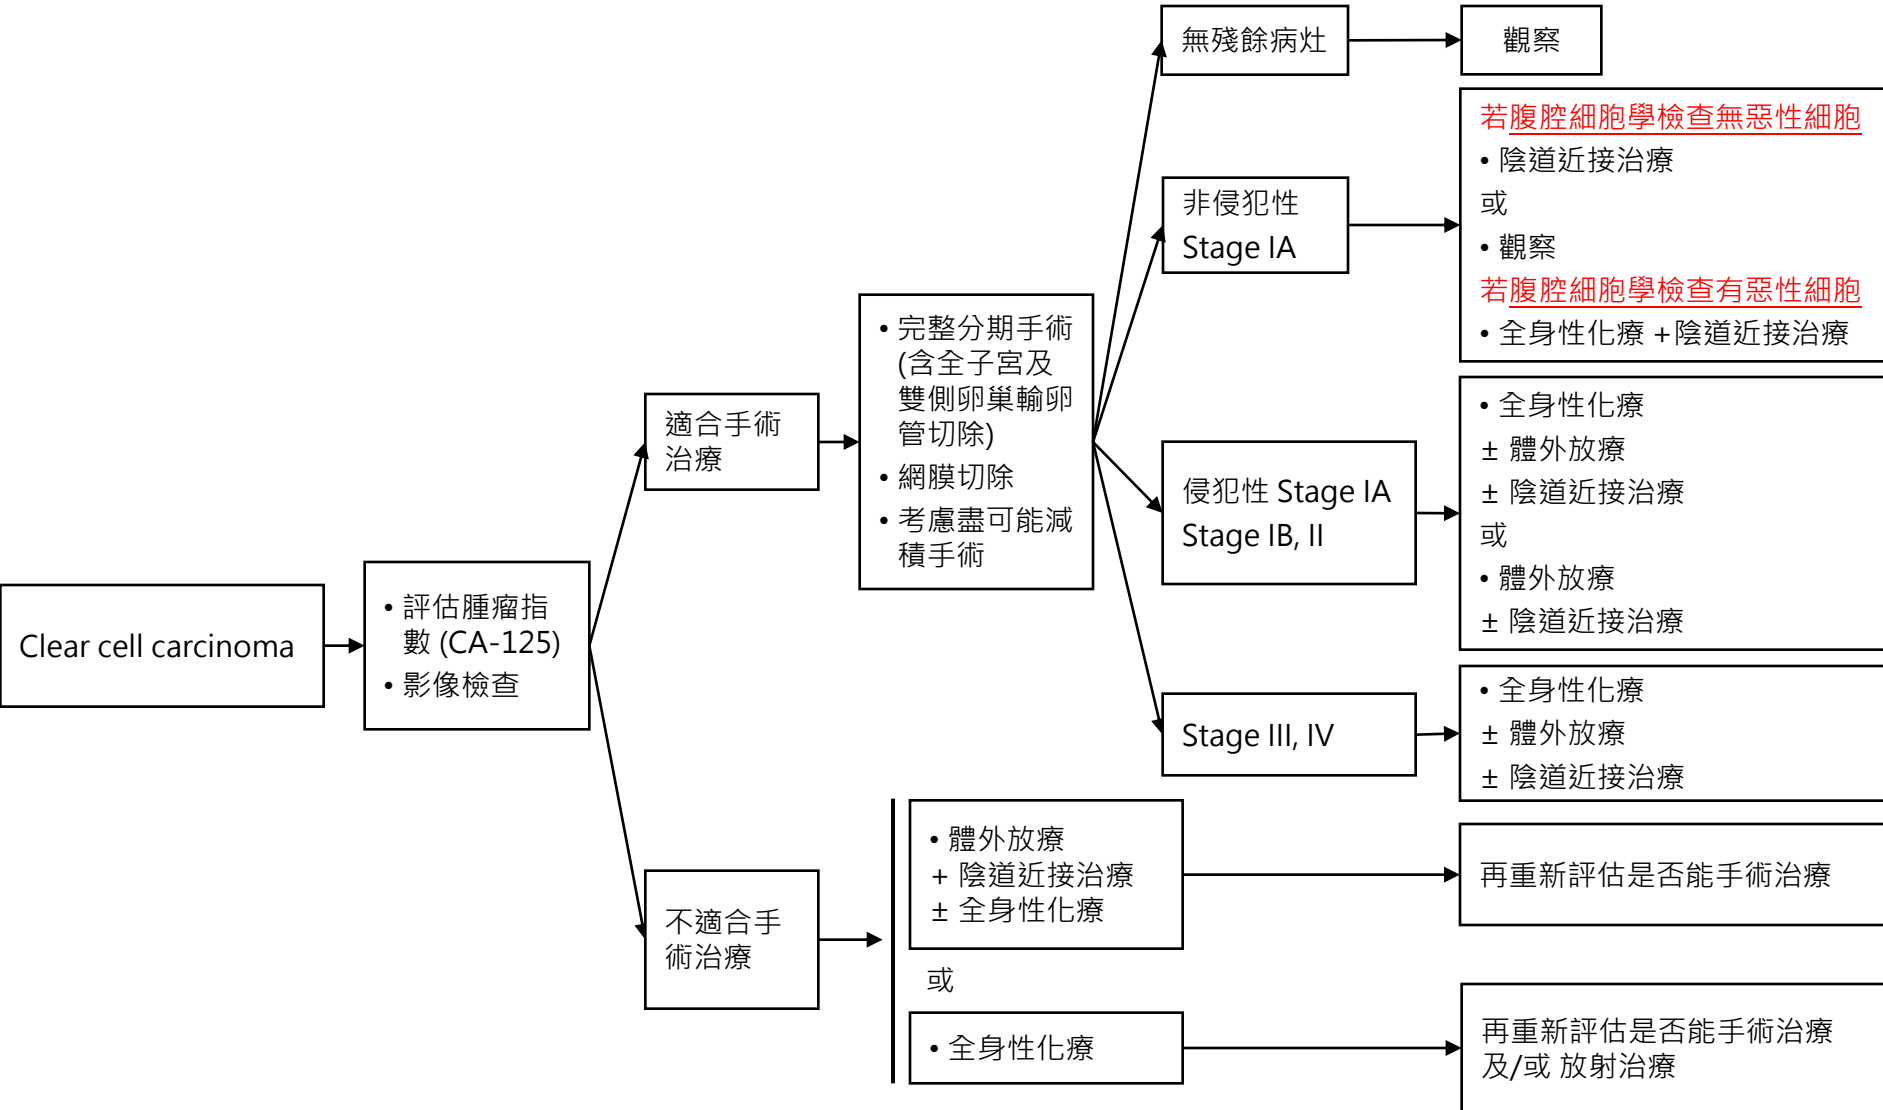 Clear cell carcinoma
• 評估腫瘤指
數 (CA-125)
• 影像檢查
適合手術
治療
• 完整分期手術
(含全子宮及
雙側卵巢輸卵
管切除)
• 網膜切除
• 考慮盡可能減
積手術
無殘餘病灶
觀察
非侵犯性
Stage IA
若腹腔細胞學檢查無惡性細胞
• 陰道近接治療
或
• 觀察
若腹腔細胞學檢查有惡性細胞
• 全身性化療 +陰道近接治療
侵犯性 Stage IA
Stage IB, II
• 全身性化療
± 體外放療
± 陰道近接治療
或
• 體外放療
± 陰道近接治療
Stage III, IV
• 全身性化療
± 體外放療
± 陰道近接治療
不適合手
術治療
• 體外放療
+ 陰道近接治療
± 全身性化療
再重新評估是否能手術治療
或
• 全身性化療
再重新評估是否能手術治療
及/或 放射治療